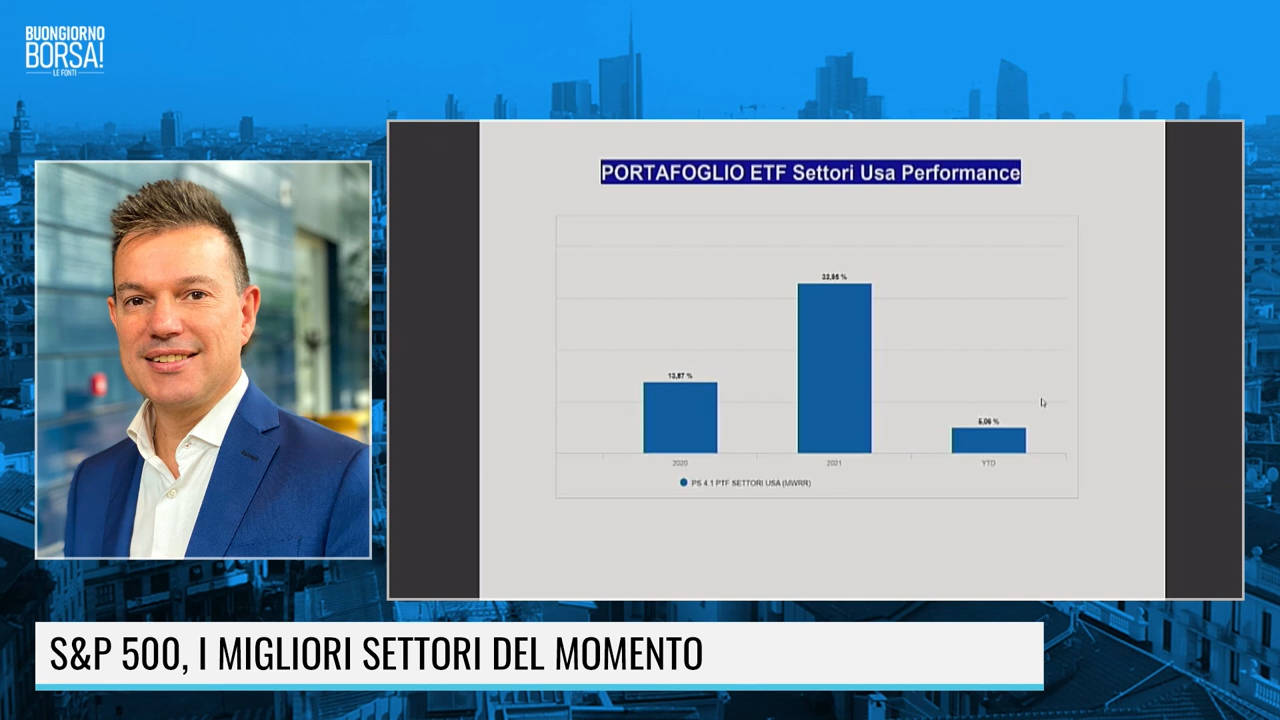 BUONGIORNO
BORSA!
LE FONTI
PORTAFOGLIO ETF Settori Usa Performance
32,95 %
13,87 %
5,06 %
2020
2021
YTD
PS 4.1 PTF SETTORI USA (MWRR)
S&P 500, I MIGLIORI SETTORI DEL MOMENTO